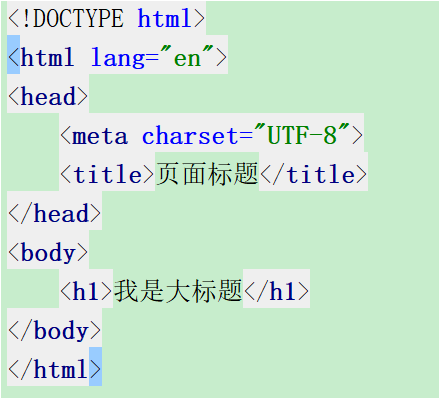 <!DOCTYPE html>
<html lang="en">
<head>
    <meta charset="UTF-8">
    <title>页面标题</title>
</head>
<body>
    <h1>我是大标题</h1>
</body>
</html>